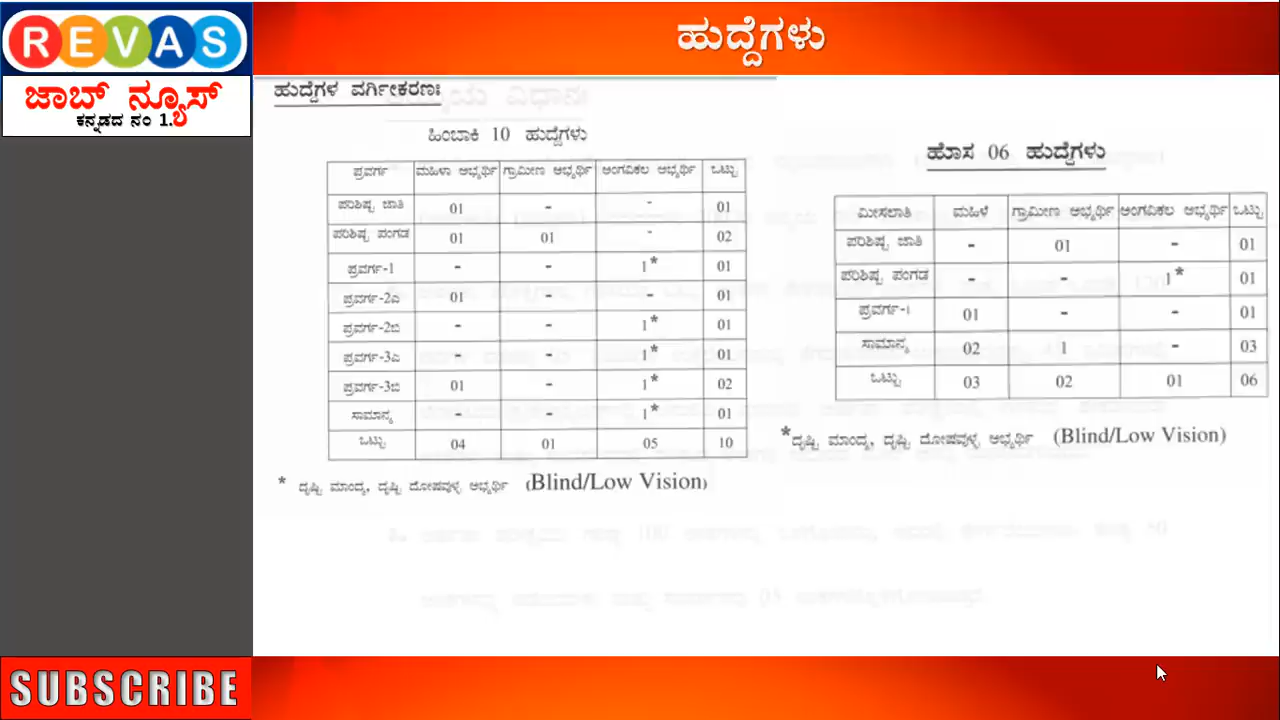 REVAS
ಜಾಬ್ ನ್ಯೂಸ್
ಕನ್ನಡದ ನಂ 1.
ಹುದ್ದೆಗಳು
ಹುದ್ದೆಗಳ ವರ್ಗೀಕರಣಃ
ಹಿಂಬಾಕಿ 10 ಹುದ್ದೆಗಳು
ಪ್ರವರ್ಗ ಮಹಿಳಾ ಅಭ್ಯರ್ಥಿ ಗ್ರಾಮೀಣ ಅಭ್ಯರ್ಥಿ ಅಂಗವಿಕಲ ಅಭ್ಯರ್ಥಿ ಒಟ್ಟು
ಪರಿಶಿಷ್ಟ ಜಾತಿ 01 - - 01
ಪರಿಶಿಷ್ಟ ಪಂಗಡ 01 01 - 02
ಪ್ರವರ್ಗ-1 - - 1* 01
ಪ್ರವರ್ಗ-2ಎ 01 - - 01
ಪ್ರವರ್ಗ-2ಬಿ - - 1* 01
ಪ್ರವರ್ಗ-3ಎ - - 1* 01
ಪ್ರವರ್ಗ-3ಬಿ 01 - 1* 02
ಸಾಮಾನ್ಯ - 1* 01
ಒಟ್ಟು 04 01 05 10
* ದೃಷ್ಟಿ ಮಾಂದ್ಯ, ದೃಷ್ಟಿ ದೋಷವುಳ್ಳ ಅಭ್ಯರ್ಥಿ (Blind/Low Vision)
ಹೊಸ 06 ಹುದ್ದೆಗಳು
ಮೀಸಲಾತಿ ಮಹಿಳೆ ಗ್ರಾಮೀಣ ಅಭ್ಯರ್ಥಿ ಅಂಗವಿಕಲ ಅಭ್ಯರ್ಥಿ ಒಟ್ಟು
ಪರಿಶಿಷ್ಟ ಜಾತಿ - 01 - 01
ಪರಿಶಿಷ್ಟ ಪಂಗಡ - - 1* 01
ಪ್ರವರ್ಗ-1 01 - - 01
ಸಾಮಾನ್ಯ 02 1 - 03
ಒಟ್ಟು 03 02 01 06
*ದೃಷ್ಟಿ ಮಾಂದ್ಯ, ದೃಷ್ಟಿ ದೋಷವುಳ್ಳ ಅಭ್ಯರ್ಥಿ (Blind/Low Vision)
SUBSCRIBE